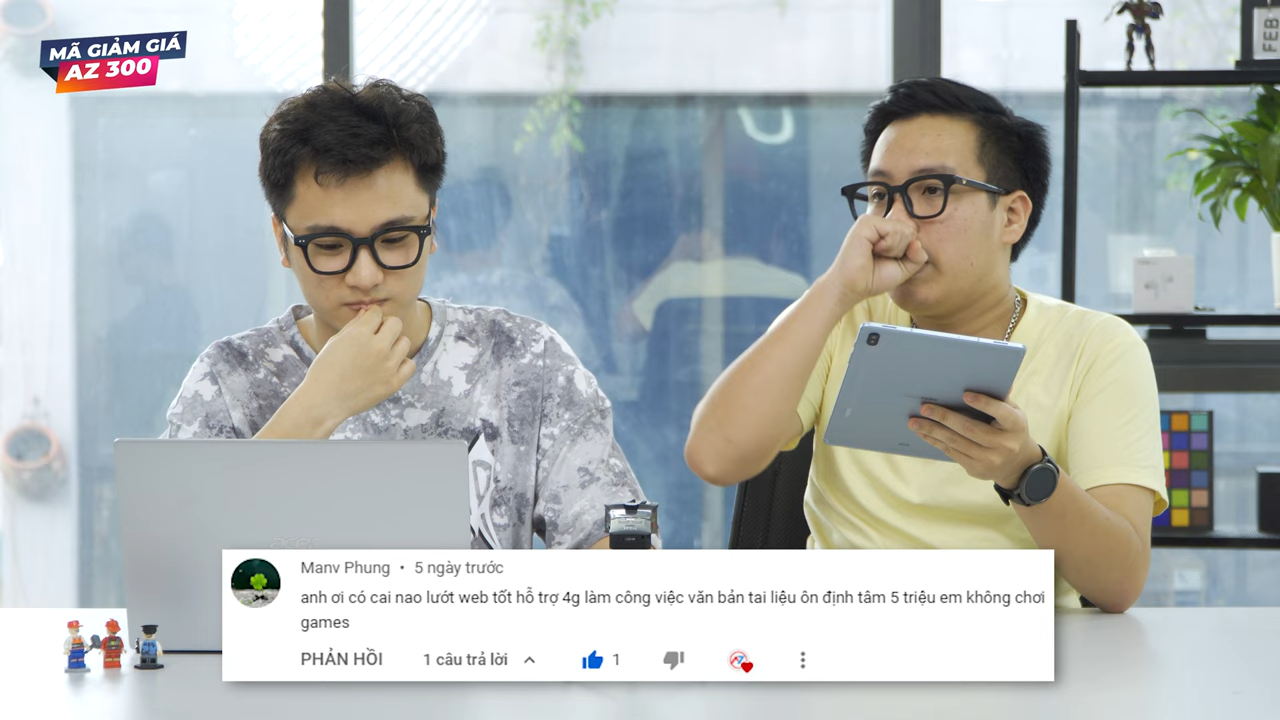 MÃ GIẢM GIÁ
AZ 300
FEB
Manv Phung • 5 ngày trước
anh ơi có cai nao lướt web tốt hỗ trợ 4g làm công việc văn bản tai liệu ôn định tâm 5 triệu em không chơi
games
PHẢN HỒI 1 câu trả lời 1